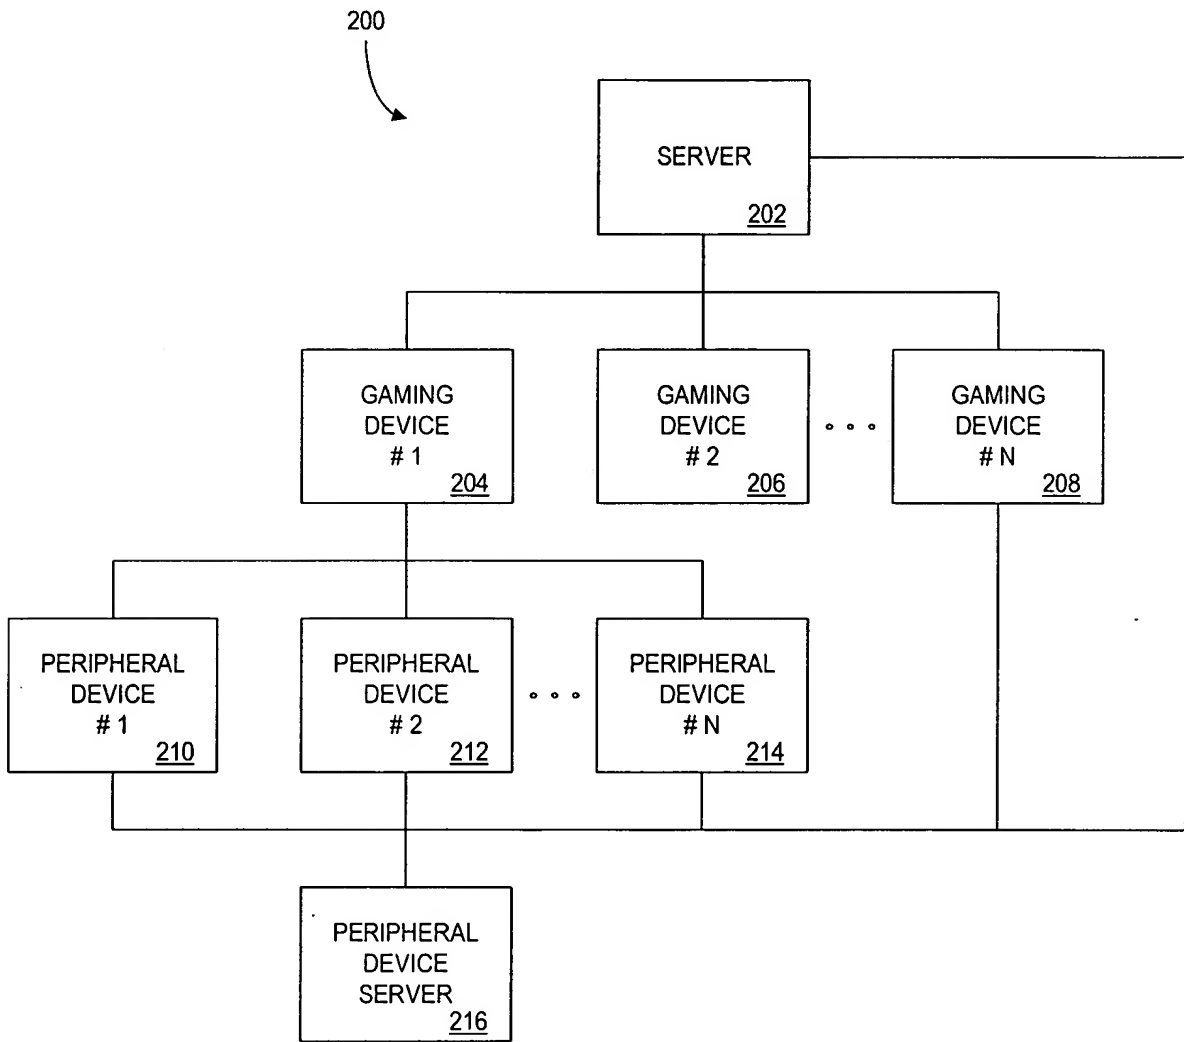 200
SERVER
202
GAMING
DEVICE
# 1
204
GAMING
DEVICE
# 2
206
GAMING
DEVICE
# N
208
PERIPHERAL
DEVICE
# 1
210
PERIPHERAL
DEVICE
# 2
212
PERIPHERAL
DEVICE
# N
214
PERIPHERAL
DEVICE
SERVER
216